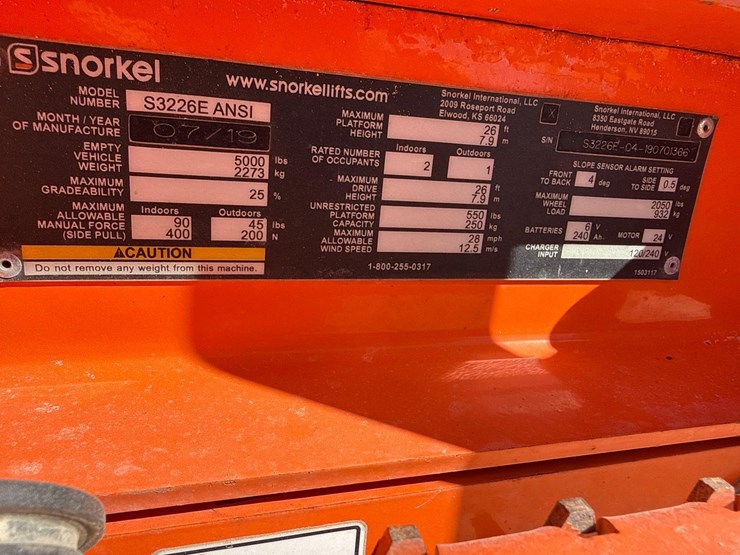 snorkel
www.snorkellifts.com
MODEL NUMBER S3226E ANSI
MONTH / YEAR OF MANUFACTURE 07/19
EMPTY VEHICLE WEIGHT 5000 lbs 2273 kg
MAXIMUM GRADEABILITY 25 %
MAXIMUM ALLOWABLE MANUAL FORCE (SIDE PULL) Indoors 90 400 Outdoors 45 lbs 200 N
CAUTION
Do not remove any weight from this machine.
MAXIMUM PLATFORM HEIGHT 26 ft 7.9 m
RATED NUMBER OF OCCUPANTS Indoors 2 Outdoors 1
MAXIMUM DRIVE HEIGHT 26 ft 7.9 m
UNRESTRICTED PLATFORM CAPACITY 550 lbs 250 kg
MAXIMUM ALLOWABLE WIND SPEED 28 mph 12.5 m/s
1-800-255-0317
Snorkel International, LLC
2009 Roseport Road
Elwood, KS 66024
X
Snorkel International, LLC
8350 Eastgate Road
Henderson, NV 89015
S/N S3226E-04-190701366
SLOPE SENSOR ALARM SETTING
FRONT TO BACK 4 deg SIDE TO SIDE 0.5 deg
MAXIMUM WHEEL LOAD 2050 lbs 932 kg
BATTERIES 6 V 240 Ah MOTOR 24 V
CHARGER INPUT 120/240 V
1503117